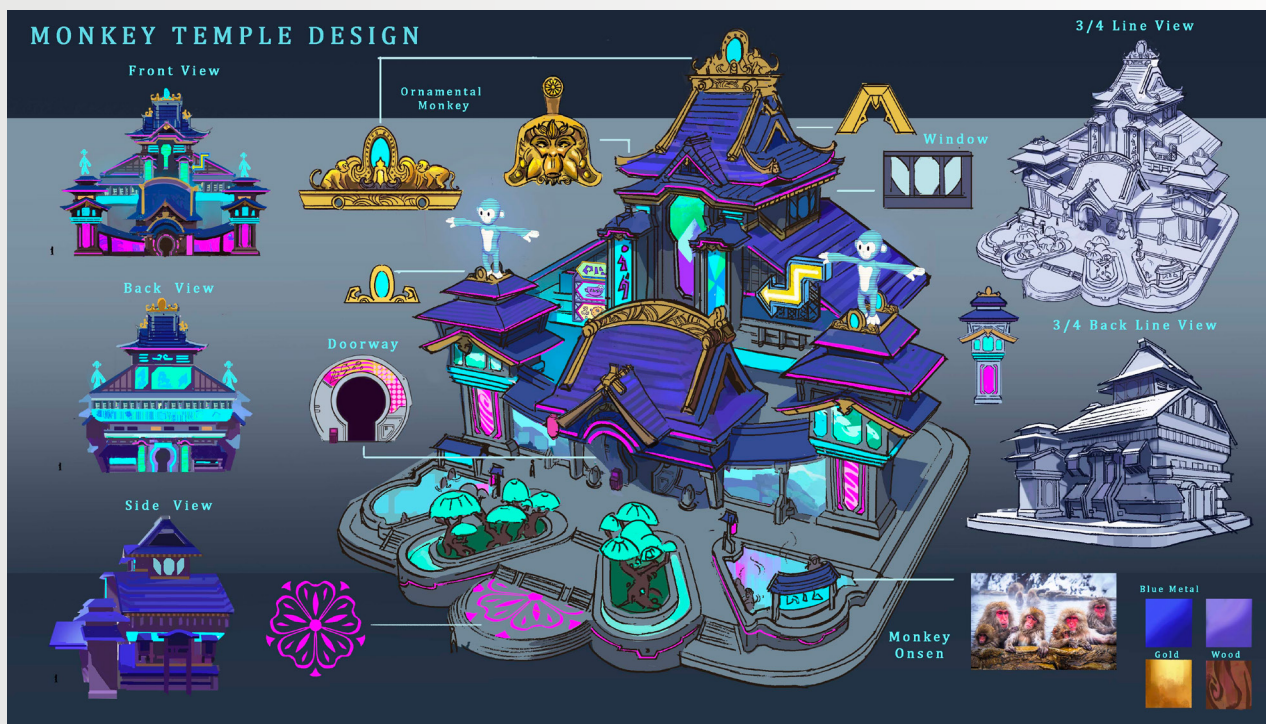 MONKEY TEMPLE DESIGN
3/4 Line View
Front View
Ornamental
Monkey
Window
Back View
3/4 Back Line View
Doorway
Side View
Blue Metal
Monkey
Onsen
Gold
Wood